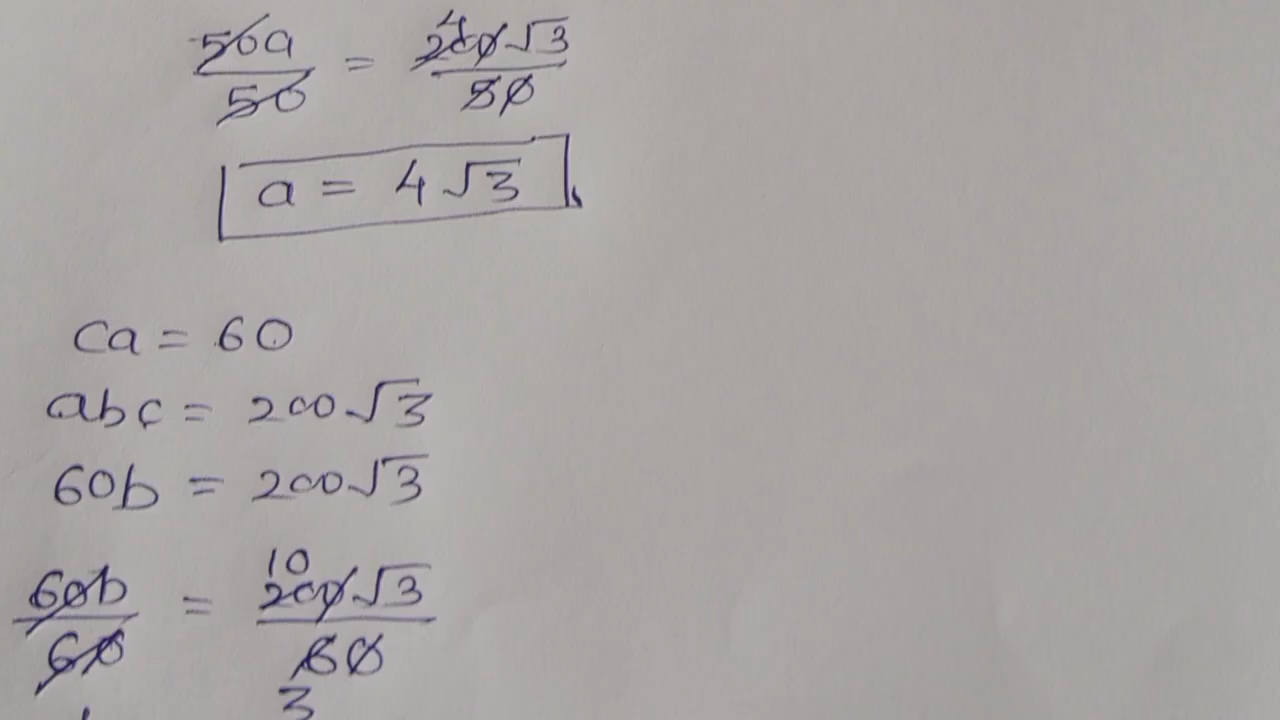 50a/50 = 200√3/50 4
a = 4√3
ca = 60
abc = 200√3
60b = 200√3
60b/60 = 200√3/60 10 3